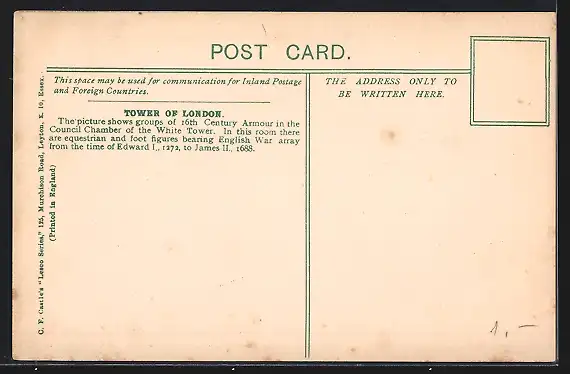 POST CARD.
This space may be used for communication for Inland Postage
and Foreign Countries.
TOWER OF LONDON.
The picture shows groups of 16th Century Armour in the
Council Chamber of the White Tower. In this room there
are equestrian and foot figures bearing English War array
from the time of Edward I., 1272, to James II., 1688.
THE ADDRESS ONLY TO
BE WRITTEN HERE.
C. F. Castle's "Lesco Series," 125, Murchison Road, Leyton, E. 10, Essex.
(Printed in England)
1,-